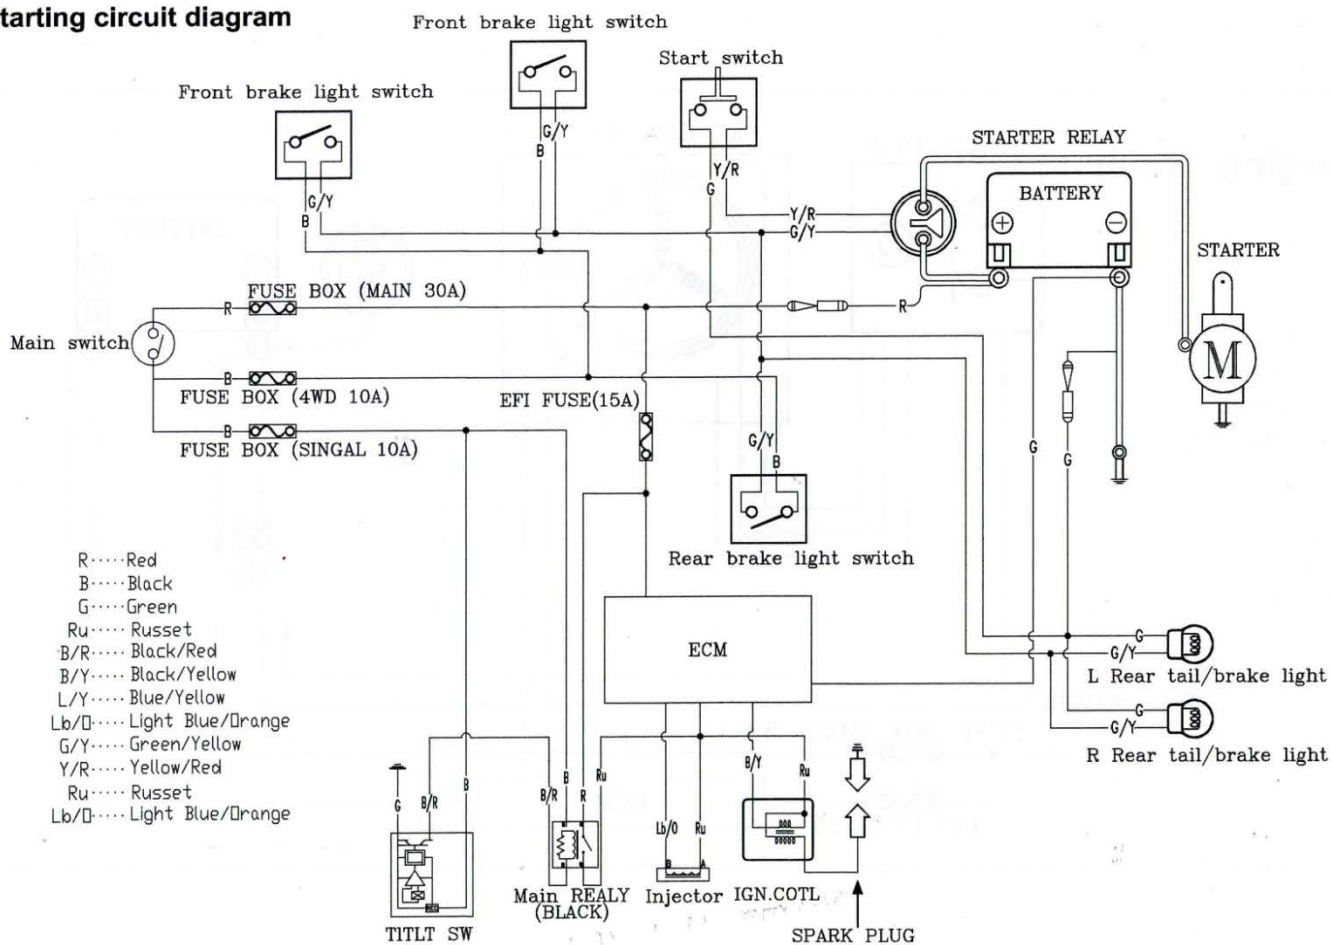 tarting circuit diagram
Front brake light switch
Start switch
Front brake light switch
STARTER RELAY
G/Y
B
Y/R
G
BATTERY
G/Y
B
Y/R
G/Y
+
−
STARTER
FUSE BOX (MAIN 30A)
R
R
Main switch
M
B
FUSE BOX (4WD 10A)
EFI FUSE(15A)
B
FUSE BOX (SINGAL 10A)
G/Y
B
G
G
Rear brake light switch
R·····Red
B·····Black
G·····Green
Ru····· Russet
B/R····· Black/Red
B/Y····· Black/Yellow
L/Y····· Blue/Yellow
Lb/O····· Light Blue/Orange
G/Y····· Green/Yellow
Y/R····· Yellow/Red
Ru····· Russet
Lb/O····· Light Blue/Orange
ECM
G
G/Y
L Rear tail/brake light
G
G/Y
R Rear tail/brake light
G
B/R
B
B/R
B
R
Ru
B/Y
Ru
Lb/O
Ru
B
A
Main REALY
(BLACK)
Injector
IGN.COTL
T1TLT SW
SPARK PLUG